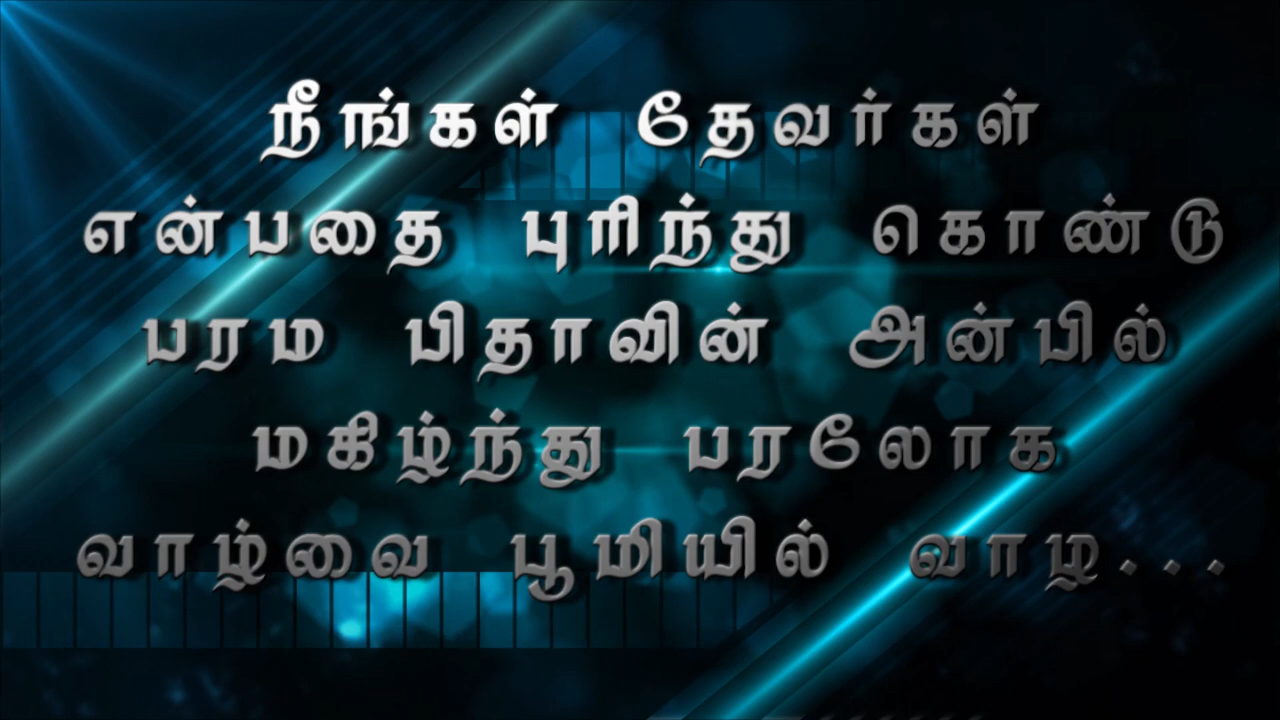 நீங்கள் தேவர்கள்
என்பதை புரிந்து கொண்டு
பரம பிதாவின் அன்பில்
மகிழ்ந்து பரலோக
வாழ்வை பூமியில் வாழ...